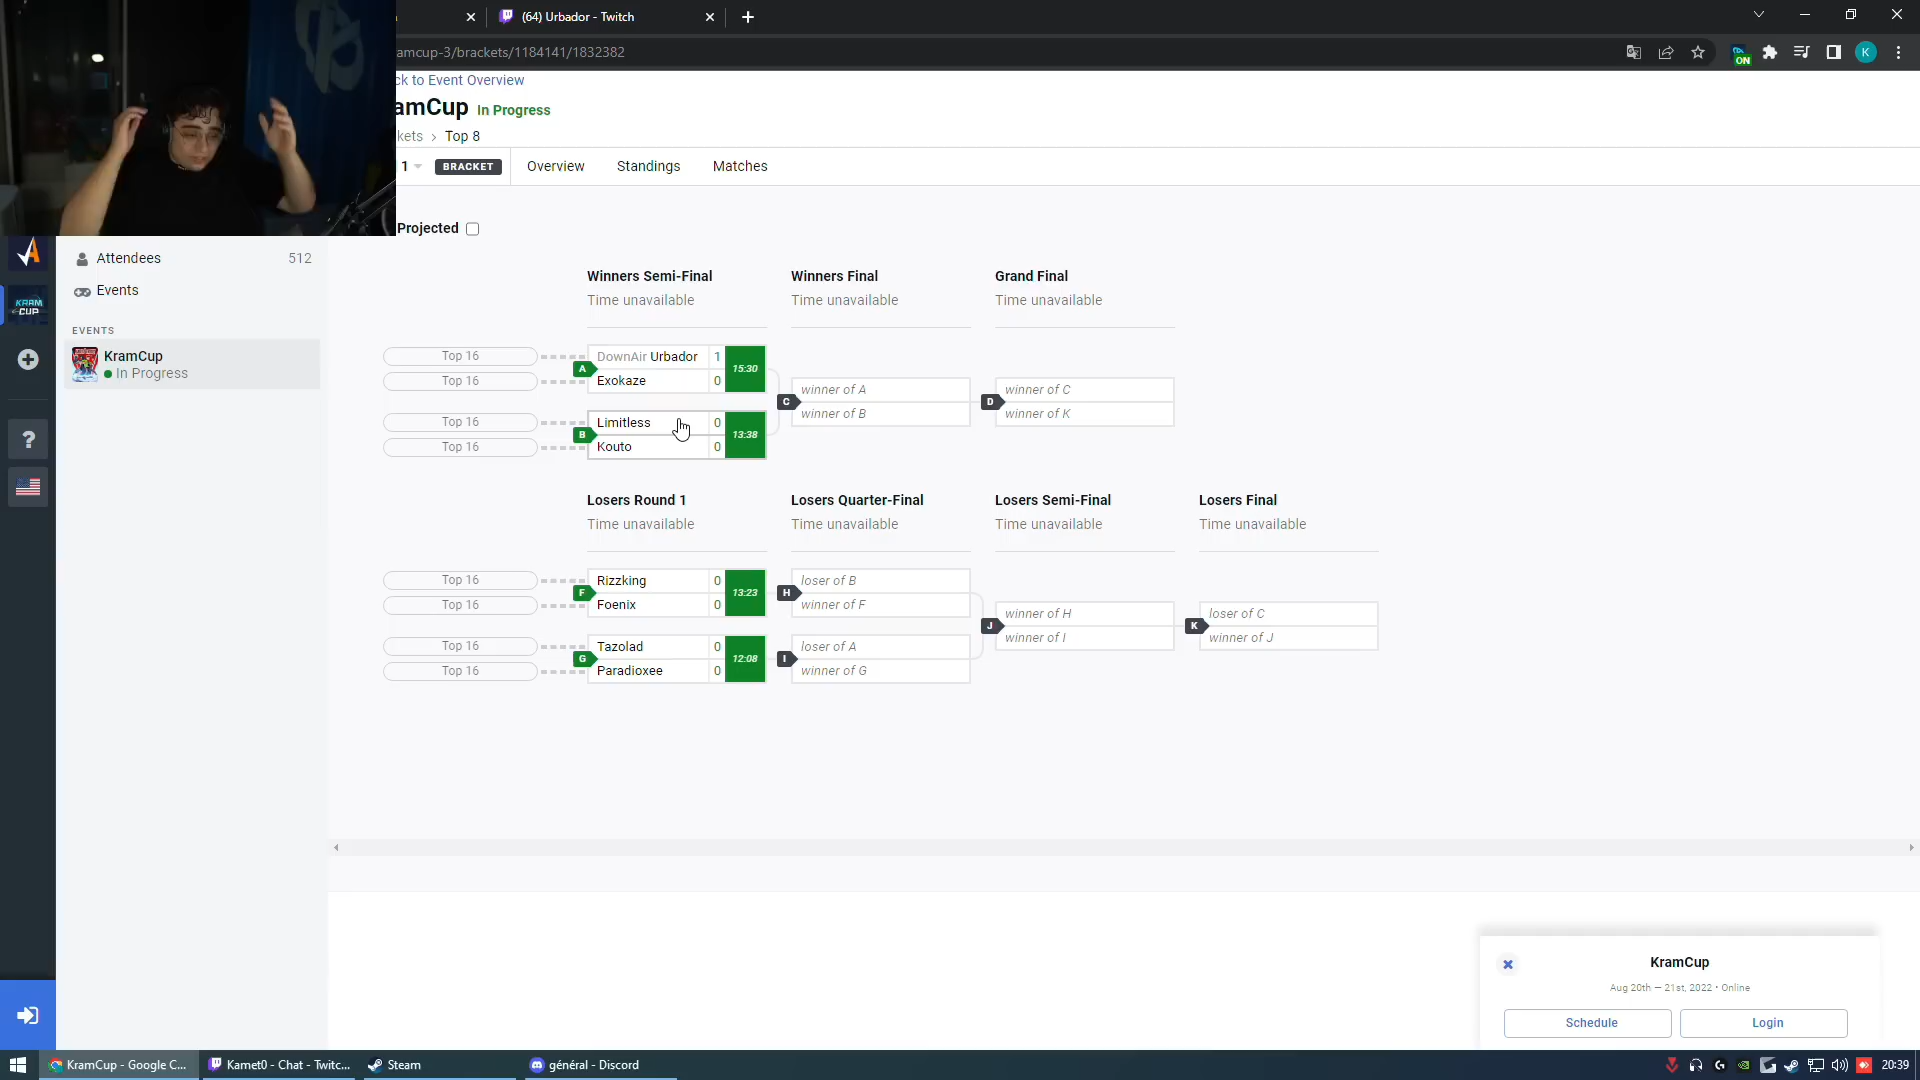 (64) Urbador - Twitch
amcup-3/brackets/1184141/1832382
ON
K
ck to Event Overview
amCup In Progress
kets > Top 8
1 BRACKET Overview Standings Matches
Projected
Attendees 512
Events
KRAM CUP
EVENTS
KramCup
In Progress
?
Winners Semi-Final
Time unavailable
Winners Final
Time unavailable
Grand Final
Time unavailable
Top 16
Top 16
A
DownAir Urbador 1
Exokaze 0
15:30
Top 16
Top 16
B
Limitless 0
Kouto 0
13:38
C
winner of A
winner of B
D
winner of C
winner of K
Losers Round 1
Time unavailable
Losers Quarter-Final
Time unavailable
Losers Semi-Final
Time unavailable
Losers Final
Time unavailable
Top 16
Top 16
F
Rizzking 0
Foenix 0
13:23
Top 16
Top 16
G
Tazolad 0
Paradioxee 0
12:08
H
loser of B
winner of F
I
loser of A
winner of G
J
winner of H
winner of I
K
loser of C
winner of J
KramCup
Aug 20th — 21st, 2022 • Online
Schedule
Login
KramCup - Google C...
Kamet0 - Chat - Twitc...
Steam
général - Discord
20:39